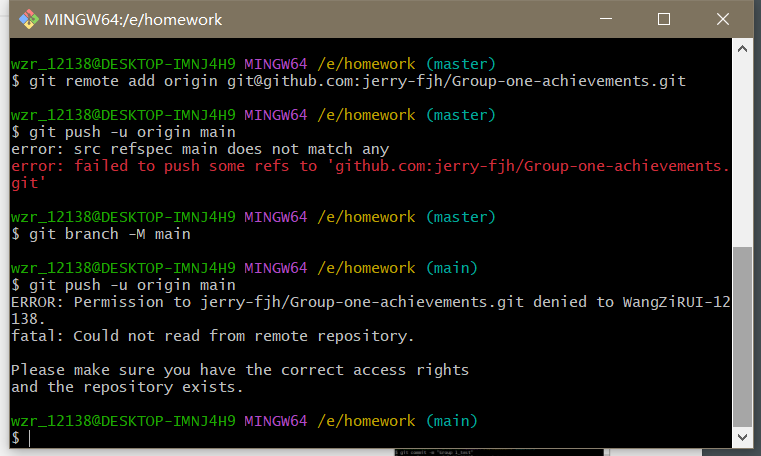 MINGW64:/e/homework
wzr_12138@DESKTOP-IMNJ4H9 MINGW64 /e/homework (master)
$ git remote add origin git@github.com:jerry-fjh/Group-one-achievements.git
wzr_12138@DESKTOP-IMNJ4H9 MINGW64 /e/homework (master)
$ git push -u origin main
error: src refspec main does not match any
error: failed to push some refs to 'github.com:jerry-fjh/Group-one-achievements.
git'
wzr_12138@DESKTOP-IMNJ4H9 MINGW64 /e/homework (master)
$ git branch -M main
wzr_12138@DESKTOP-IMNJ4H9 MINGW64 /e/homework (main)
$ git push -u origin main
ERROR: Permission to jerry-fjh/Group-one-achievements.git denied to WangZiRUI-12
138.
fatal: Could not read from remote repository.
Please make sure you have the correct access rights
and the repository exists.
wzr_12138@DESKTOP-IMNJ4H9 MINGW64 /e/homework (main)
$